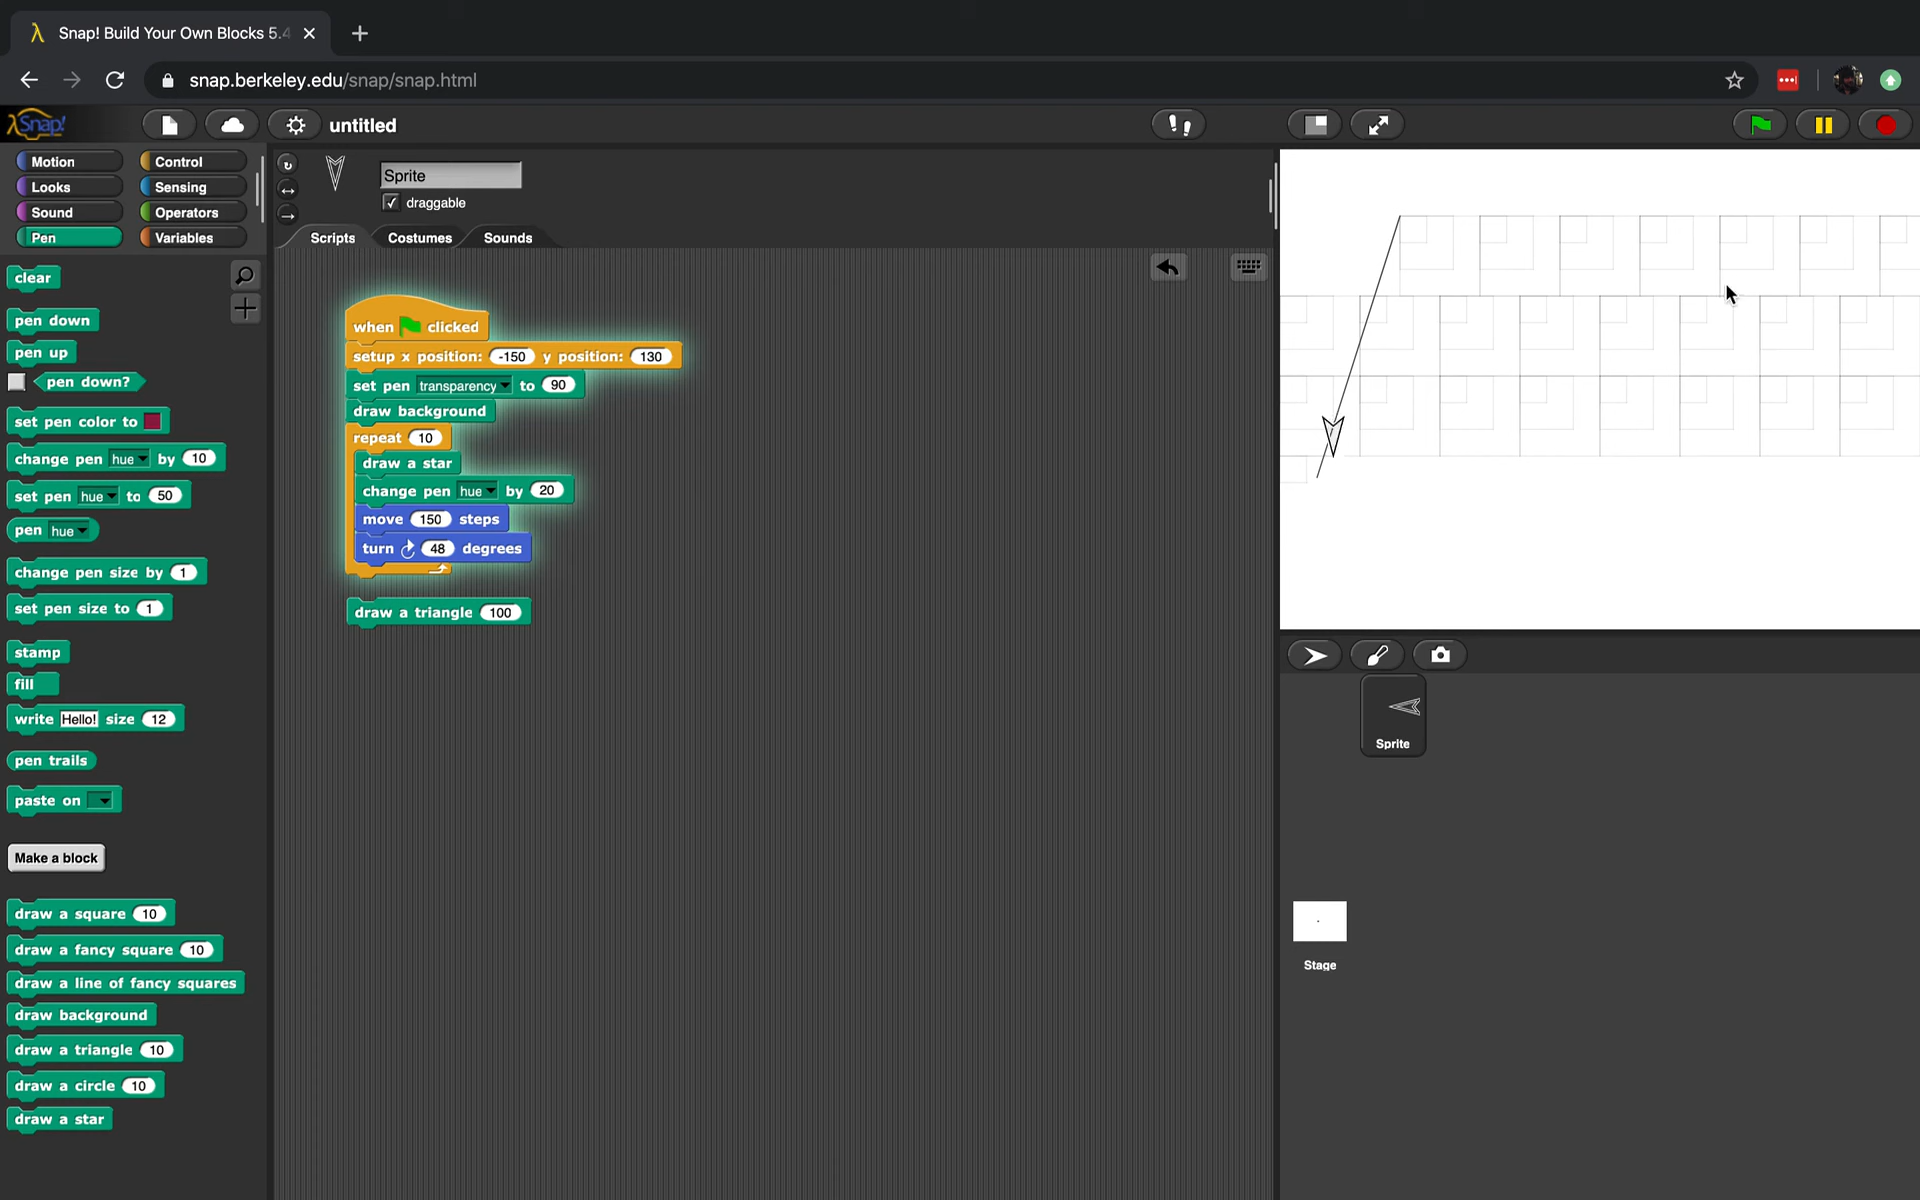 Snap! Build Your Own Blocks 5.4
snap.berkeley.edu/snap/snap.html
Snap!
untitled
Motion
Control
Looks
Sensing
Sound
Operators
Pen
Variables
Sprite
draggable
Scripts
Costumes
Sounds
clear
pen down
pen up
pen down?
set pen color to
change pen hue by 10
set pen hue to 50
pen hue
change pen size by 1
set pen size to 1
stamp
fill
write Hello! size 12
pen trails
paste on
Make a block
draw a square 10
draw a fancy square 10
draw a line of fancy squares
draw background
draw a triangle 10
draw a circle 10
draw a star
when clicked
setup x position: -150 y position: 130
set pen transparency to 90
draw background
repeat 10
draw a star
change pen hue by 20
move 150 steps
turn 48 degrees
draw a triangle 100
Sprite
Stage